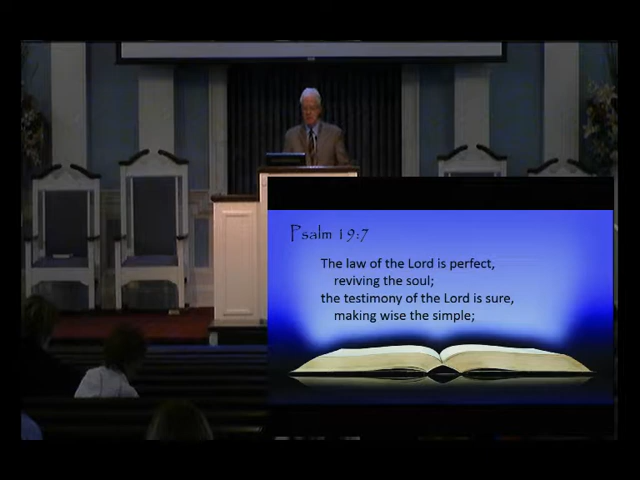 Psalm 19:7
The law of the Lord is perfect,
reviving the soul;
the testimony of the Lord is sure,
making wise the simple;